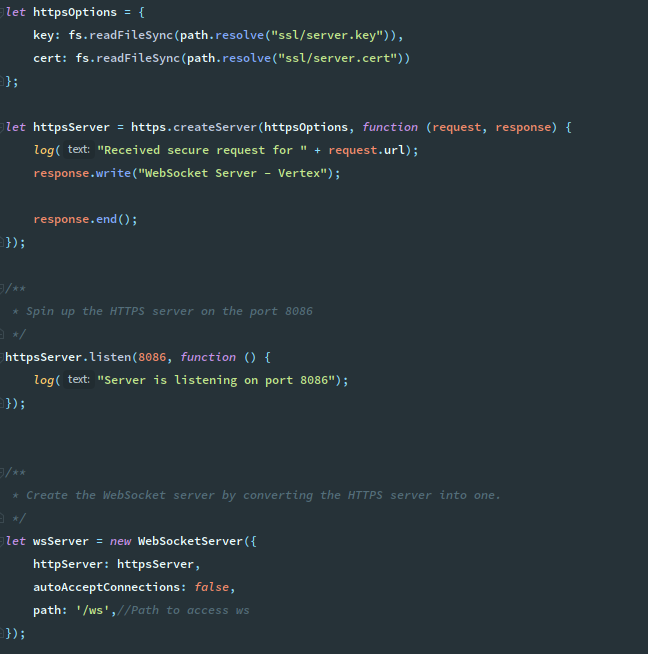 let httpsOptions = {
    key: fs.readFileSync(path.resolve("ssl/server.key")),
    cert: fs.readFileSync(path.resolve("ssl/server.cert"))
};
let httpsServer = https.createServer(httpsOptions, function (request, response) {
    log( text: "Received secure request for " + request.url);
    response.write("WebSocket Server - Vertex");
    response.end();
});
/**
 * Spin up the HTTPS server on the port 8086
 */
httpsServer.listen(8086, function () {
    log( text: "Server is listening on port 8086");
});
/**
 * Create the WebSocket server by converting the HTTPS server into one.
 */
let wsServer = new WebSocketServer({
    httpServer: httpsServer,
    autoAcceptConnections: false,
    path: '/ws',//Path to access ws
});